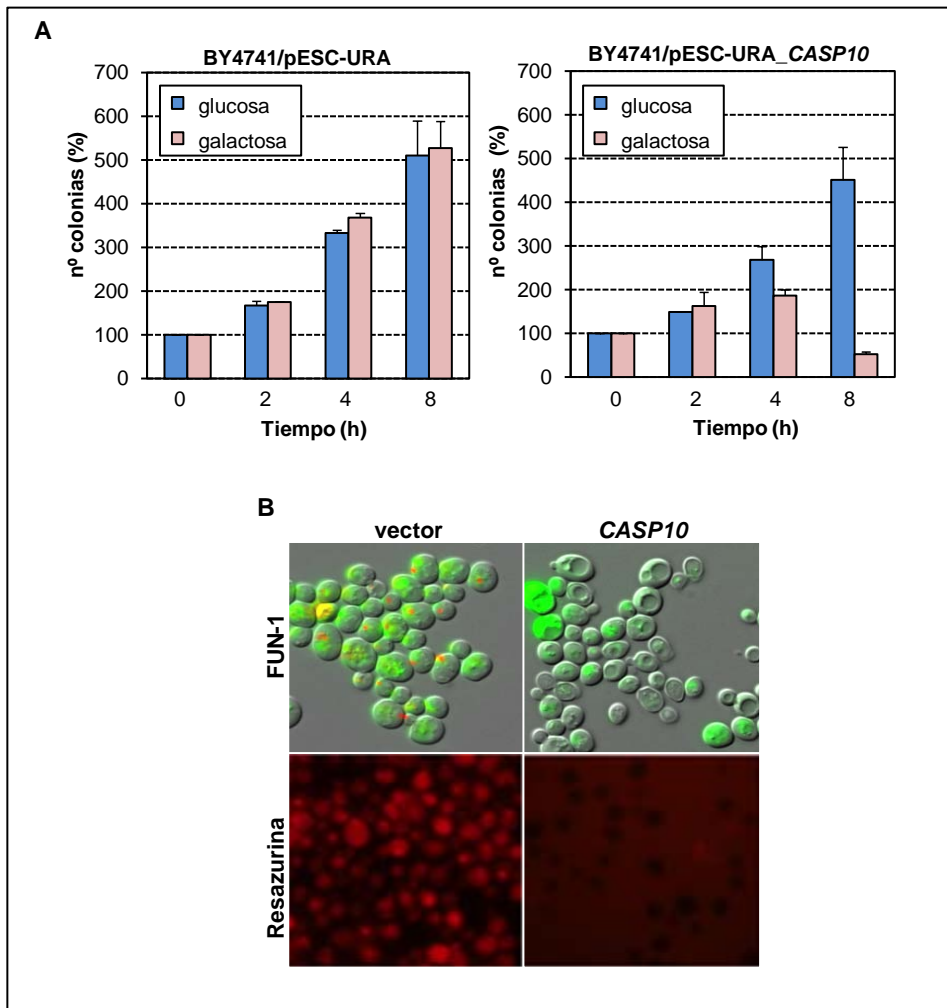 A
BY4741/pESC-URA
nº colonias (%)
700
600
500
400
300
200
100
0
glucosa
galactosa
0 2 4 8
Tiempo (h)
BY4741/pESC-URA_CASP10
nº colonias (%)
700
600
500
400
300
200
100
0
glucosa
galactosa
0 2 4 8
Tiempo (h)
B
vector CASP10
FUN-1
Resazurina